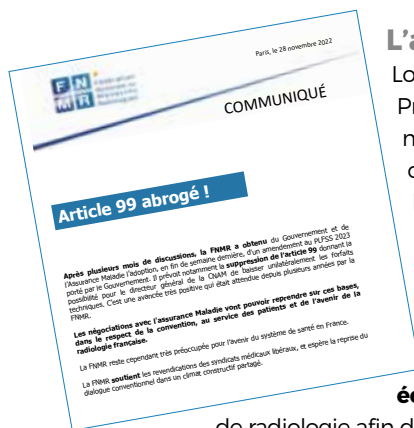 Paris, le 28 novembre 2022
FNMR
Fédération
Nationale des
Médecins
Radiologues
COMMUNIQUÉ
Article 99 abrogé !
Après plusieurs mois de discussions, la FNMR a obtenu du Gouvernement et de
l'Assurance Maladie l'adoption, en fin de semaine dernière, d'un amendement au PLFSS 2023
porté par le Gouvernement. Il prévoit notamment la suppression de l'article 99 donnant la
possibilité pour le directeur général de la CNAM de baisser unilatéralement les forfaits
techniques. C'est une avancée très positive qui était attendue depuis plusieurs années par la
FNMR.
Les négociations avec l'assurance Maladie vont pouvoir reprendre sur ces bases,
dans le respect de la convention, au service des patients et de l'avenir de la
radiologie française.
La FNMR reste cependant très préoccupée pour l'avenir du système de santé en France.
La FNMR soutient les revendications des syndicats médicaux libéraux, et espère la reprise du
dialogue conventionnel dans un climat constructif partagé.
L'a
Lo
Pr
n
éc
de radiologie afin d